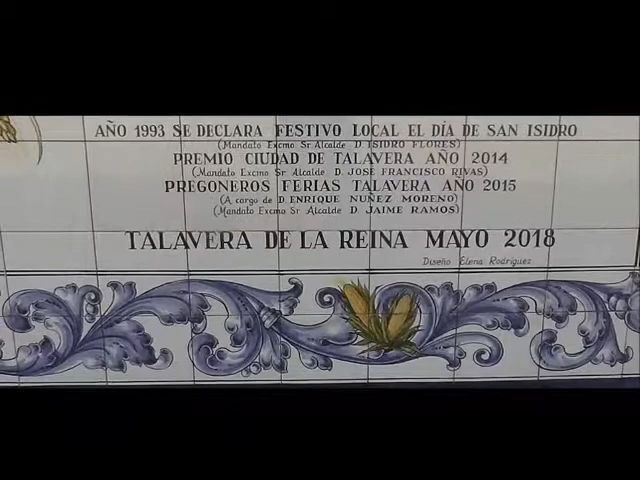 AÑO 1993 SE DECLARA FESTIVO LOCAL EL DÍA DE SAN ISIDRO
(Mandato Excmo Sr Alcalde D. ISIDRO FLORES)
PREMIO CIUDAD DE TALAVERA AÑO 2014
(Mandato Excmo Sr Alcalde D. JOSÉ FRANCISCO RIVAS)
PREGONEROS FERIAS TALAVERA AÑO 2015
(A cargo de D. ENRIQUE NUÑEZ MORENO)
(Mandato Excmo Sr Alcalde D. JAIME RAMOS)
TALAVERA DE LA REINA MAYO 2018
Diseño Elena Rodríguez